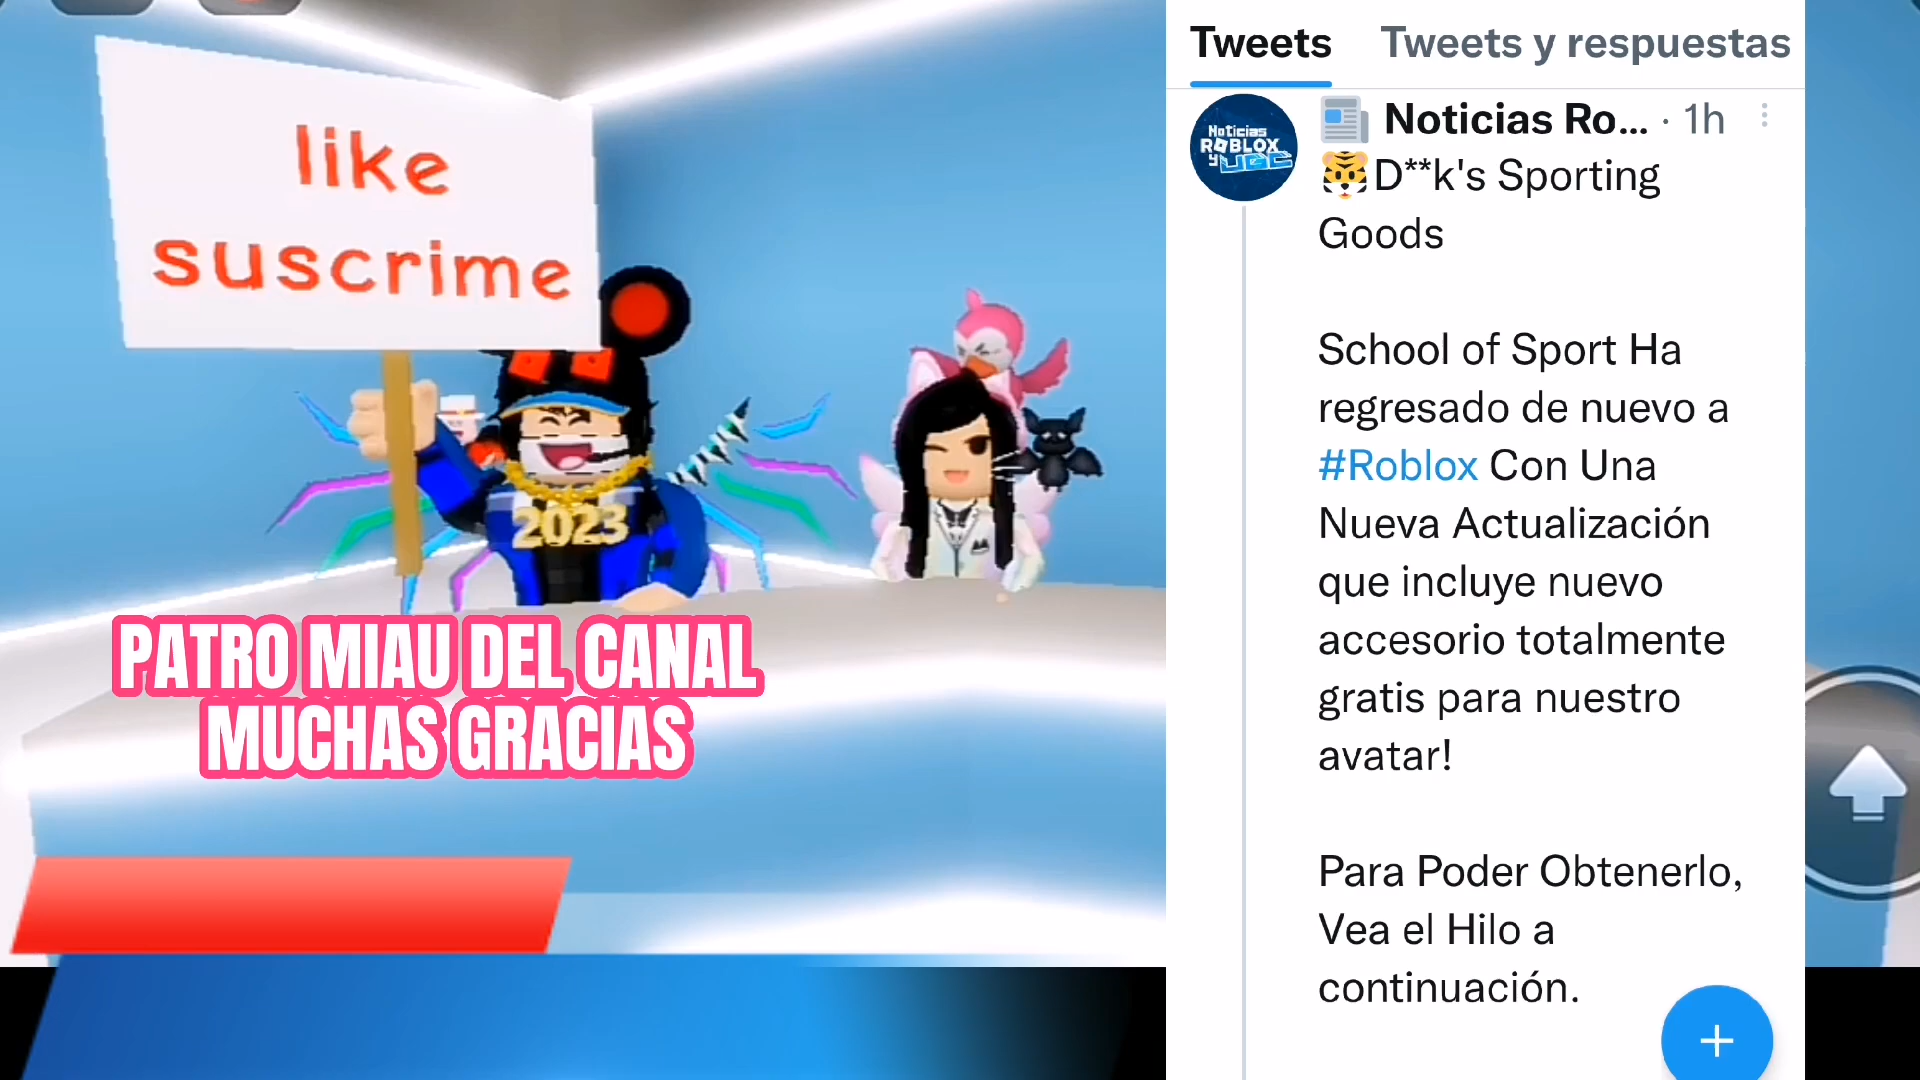 like
suscrime
2023
PATRO MIAU DEL CANAL
MUCHAS GRACIAS
Tweets
Tweets y respuestas
Noticias
ROBLOX
y UGC
Noticias Ro... · 1h
D**k's Sporting
Goods
School of Sport Ha
regresado de nuevo a
#Roblox Con Una
Nueva Actualización
que incluye nuevo
accesorio totalmente
gratis para nuestro
avatar!
Para Poder Obtenerlo,
Vea el Hilo a
continuación.